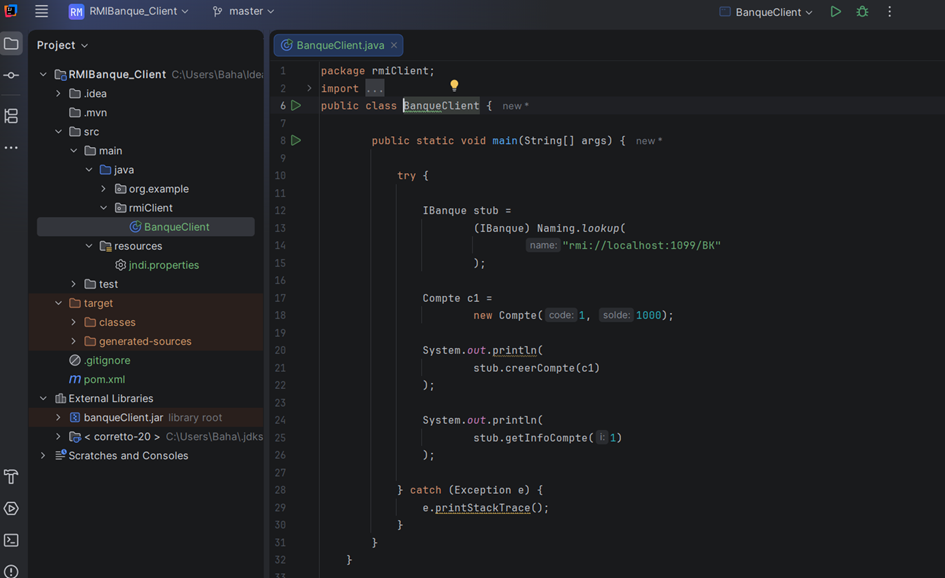 RM RMIBanque_Client master BanqueClient
Project
BanqueClient.java
RMIBanque_Client C:\Users\Baha\Idea
.idea
.mvn
src
main
java
org.example
rmiClient
BanqueClient
resources
jndi.properties
test
target
classes
generated-sources
.gitignore
m pom.xml
External Libraries
banqueClient.jar library root
< corretto-20 > C:\Users\Baha\.jdks
Scratches and Consoles
1 package rmiClient;
2 import ...
6 public class BanqueClient { new *
7
8 public static void main(String[] args) { new *
9
10 try {
11
12 IBanque stub =
13 (IBanque) Naming.lookup(
14 name: "rmi://localhost:1099/BK"
15 );
16
17 Compte c1 =
18 new Compte( code: 1, solde: 1000);
19
20 System.out.println(
21 stub.creerCompte(c1)
22 );
23
24 System.out.println(
25 stub.getInfoCompte( i: 1)
26 );
27
28 } catch (Exception e) {
29 e.printStackTrace();
30 }
31 }
32 }
33